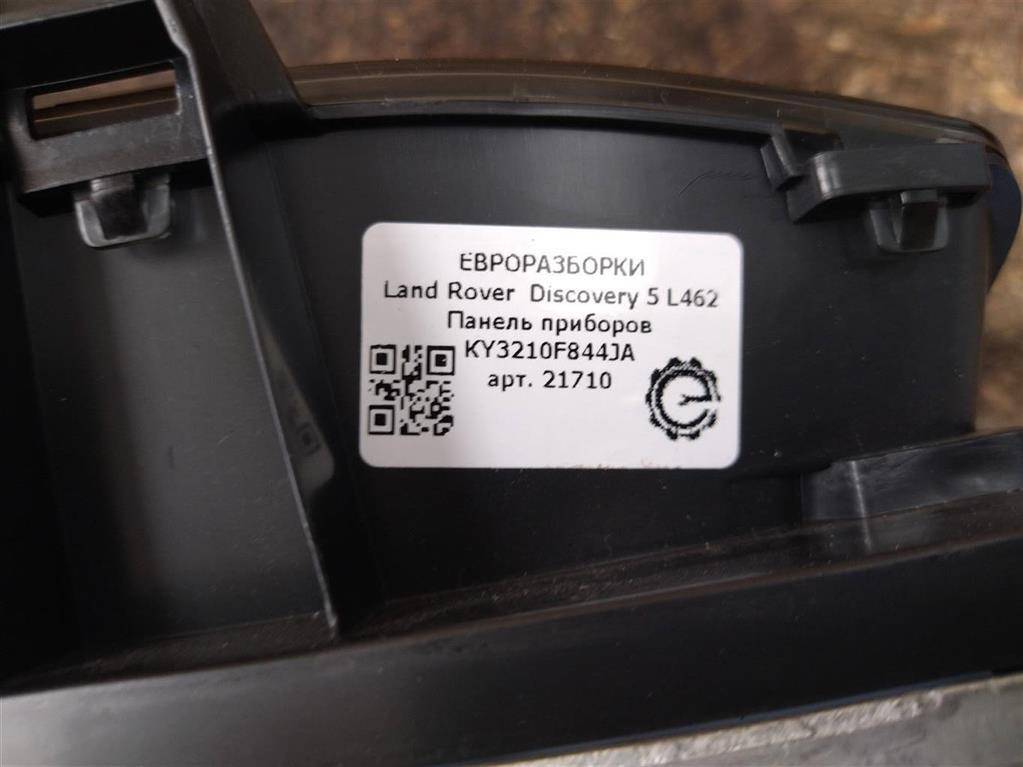 ЕВРОРАЗБОРКИ
Land Rover Discovery 5 L462
Панель приборов
KY3210F844JA
арт. 21710